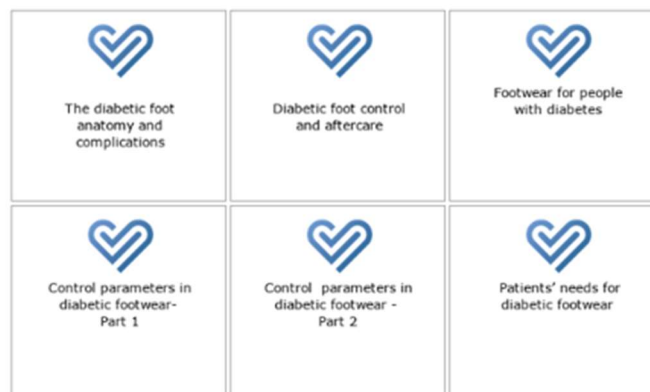 The diabetic foot
anatomy and
complications
Diabetic foot control
and aftercare
Footwear for people
with diabetes
Control parameters in
diabetic footwear-
Part 1
Control  parameters in
diabetic footwear -
Part 2
Patients’ needs for
diabetic footwear